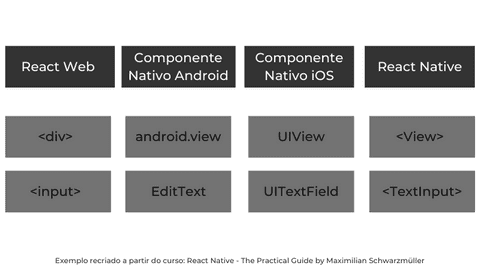 React Web
Componente
Nativo Android
Componente
Nativo iOS
React Native
<div>
android.view
UIView
<View>
<input>
EditText
UITextField
<TextInput>
Exemplo recriado a partir do curso: React Native - The Practical Guide by Maximilian Schwarzmüller